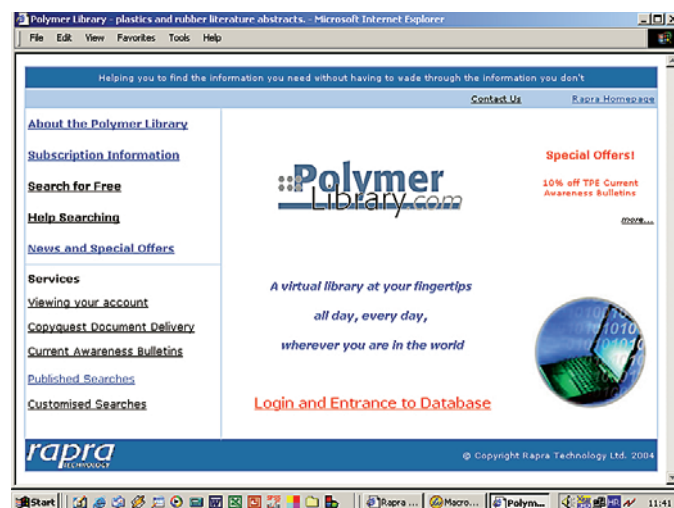 Polymer Library - plastics and rubber literature abstracts. - Microsoft Internet Explorer
File Edit View Favorites Tools Help
Helping you to find the information you need without having to wade through the information you don't
Contact Us Rapra Homepage
About the Polymer Library
Subscription Information
Search for Free
Help Searching
News and Special Offers
Services
Viewing your account
Copyquest Document Delivery
Current Awareness Bulletins
Published Searches
Customised Searches
Polymer
Library.com
A virtual library at your fingertips
all day, every day,
wherever you are in the world
Login and Entrance to Database
Special Offers!
10% off TPE Current
Awareness Bulletins
more...
rapra
TECHNOLOGY
© Copyright Rapra Technology Ltd. 2004
Start Rapra ... Macro... Polym... HR 11:41